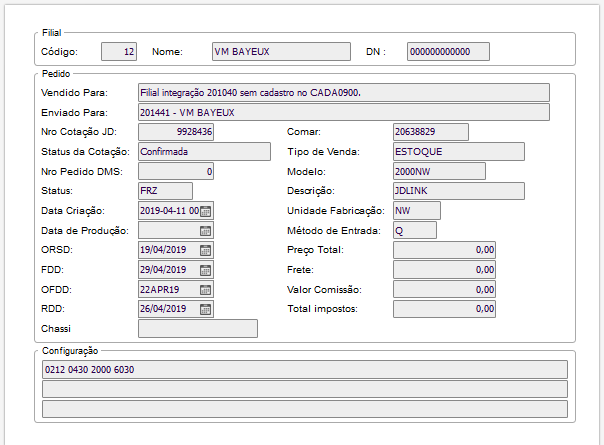 Filial
Código: 12 Nome: VM BAYEUX DN : 000000000000
Pedido
Vendido Para: Filial integração 201040 sem cadastro no CADA0900.
Enviado Para: 201441 - VM BAYEUX
Nro Cotação JD: 9928436 Comar: 20638829
Status da Cotação: Confirmada Tipo de Venda: ESTOQUE
Nro Pedido DMS: 0 Modelo: 2000NW
Status: FRZ Descrição: JDLINK
Data Criação: 2019-04-11 00 Unidade Fabricação: NW
Data de Produção: Método de Entrada: Q
ORSD: 19/04/2019 Preço Total: 0,00
FDD: 29/04/2019 Frete: 0,00
OFDD: 22APR19 Valor Comissão: 0,00
RDD: 26/04/2019 Total impostos: 0,00
Chassi
Configuração
0212 0430 2000 6030